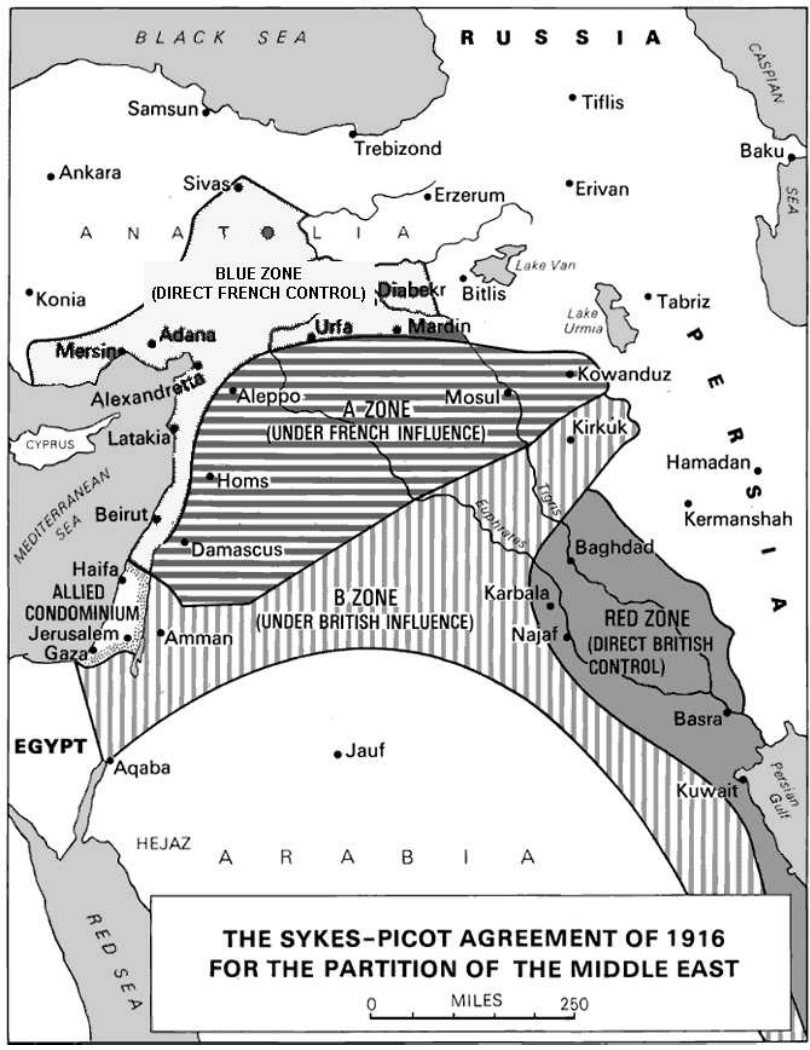 BLACK SEA
RUSSIA
CASPIAN
SEA
Samsun
Tiflis
Trebizond
Baku
Ankara
Sivas
Erzerum
Erivan
ANATOLIA
BLUE ZONE
(DIRECT FRENCH CONTROL)
Lake Van
Diabekr
Bitlis
Konia
Tabriz
Lake
Urmia
Urfa
Mardin
Adana
Mersin
PERSIA
Alexandretta
Aleppo
Mosul
Kowanduz
A ZONE
(UNDER FRENCH INFLUENCE)
Kirkuk
CYPRUS
Latakia
Hamadan
Homs
MEDITERRANEAN
SEA
Euphrates
Tigris
Beirut
Kermanshah
Damascus
Baghdad
Haifa
ALLIED
CONDOMINIUM
B ZONE
(UNDER BRITISH INFLUENCE)
Karbala
RED ZONE
(DIRECT BRITISH
CONTROL)
Jerusalem
Amman
Najaf
Gaza
Basra
EGYPT
Jauf
Aqaba
Kuwait
Persian
Gulf
HEJAZ
ARABIA
RED SEA
THE SYKES-PICOT AGREEMENT OF 1916
FOR THE PARTITION OF THE MIDDLE EAST
0 MILES 250